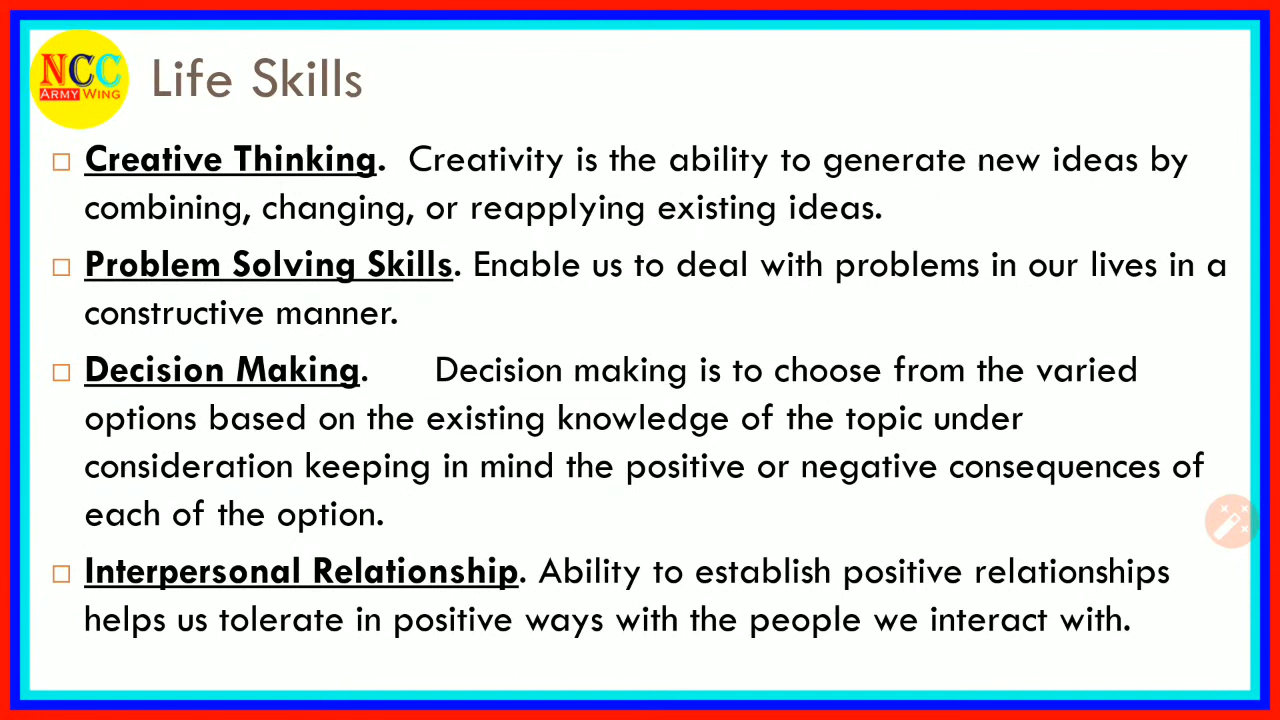 NCC
ARMY WING
Life Skills
Creative Thinking. Creativity is the ability to generate new ideas by
combining, changing, or reapplying existing ideas.
Problem Solving Skills. Enable us to deal with problems in our lives in a
constructive manner.
Decision Making. Decision making is to choose from the varied
options based on the existing knowledge of the topic under
consideration keeping in mind the positive or negative consequences of
each of the option.
Interpersonal Relationship. Ability to establish positive relationships
helps us tolerate in positive ways with the people we interact with.